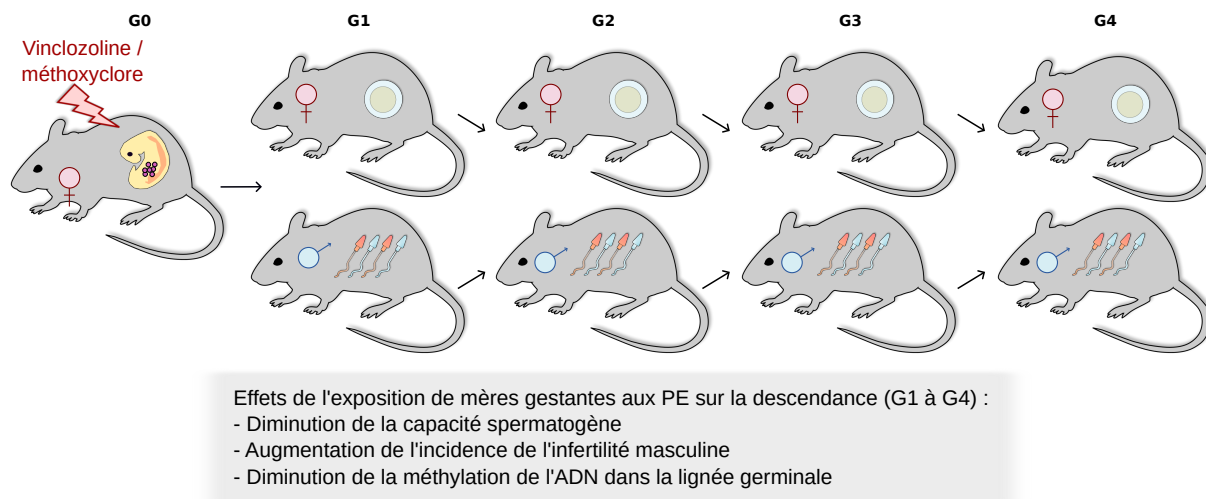 G0 G1 G2 G3 G4
Vinclozoline /
méthoxyclore
Effets de l'exposition de mères gestantes aux PE sur la descendance (G1 à G4) :
- Diminution de la capacité spermatogène
- Augmentation de l'incidence de l'infertilité masculine
- Diminution de la méthylation de l'ADN dans la lignée germinale